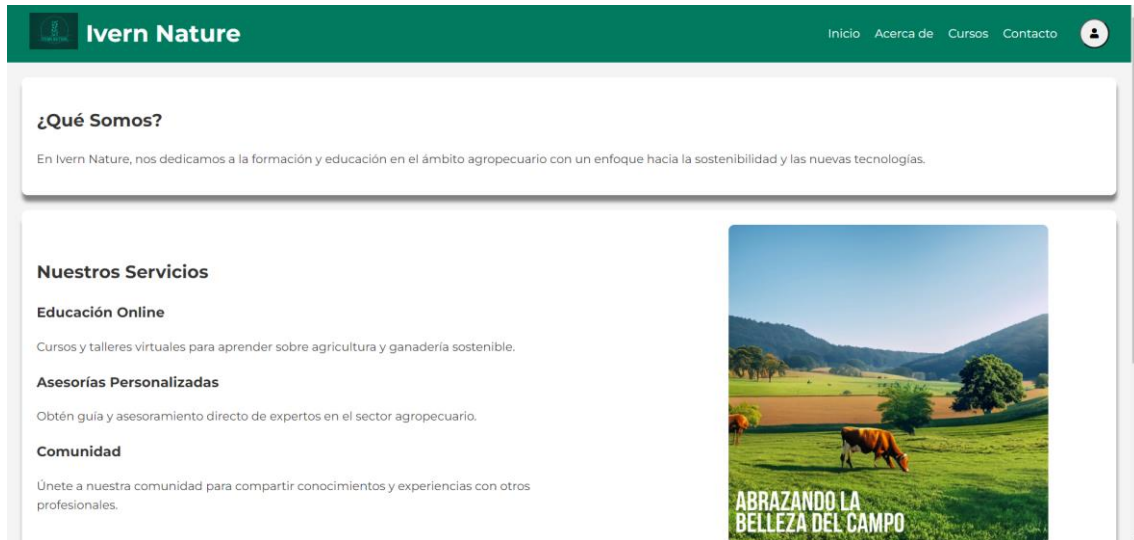 Ivern Nature
Inicio Acerca de Cursos Contacto
¿Qué Somos?
En Ivern Nature, nos dedicamos a la formación y educación en el ámbito agropecuario con un enfoque hacia la sostenibilidad y las nuevas tecnologías.
Nuestros Servicios
Educación Online
Cursos y talleres virtuales para aprender sobre agricultura y ganadería sostenible.
Asesorías Personalizadas
Obtén guía y asesoramiento directo de expertos en el sector agropecuario.
Comunidad
Únete a nuestra comunidad para compartir conocimientos y experiencias con otros
profesionales.
ABRAZANDO LA
BELLEZA DEL CAMPO